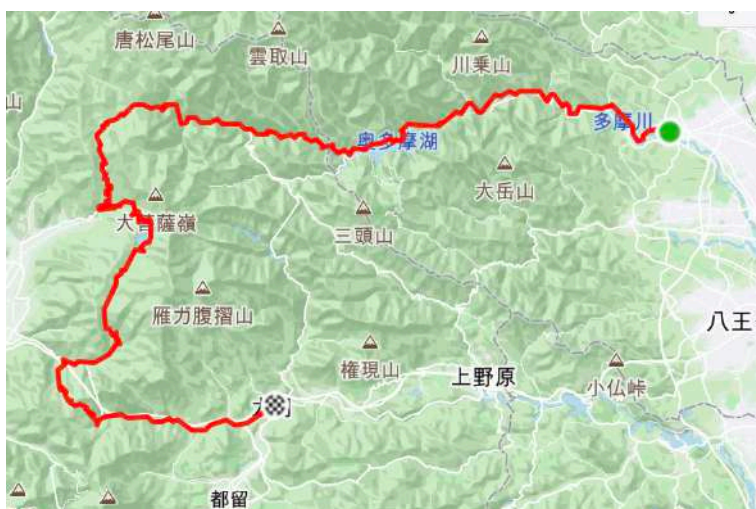 唐松尾山
雲取山
川乗山
山
多摩川
奥多摩湖
大岳山
大菩薩嶺
三頭山
雁ガ腹摺山
八王
権現山
上野原
小仏峠
都留